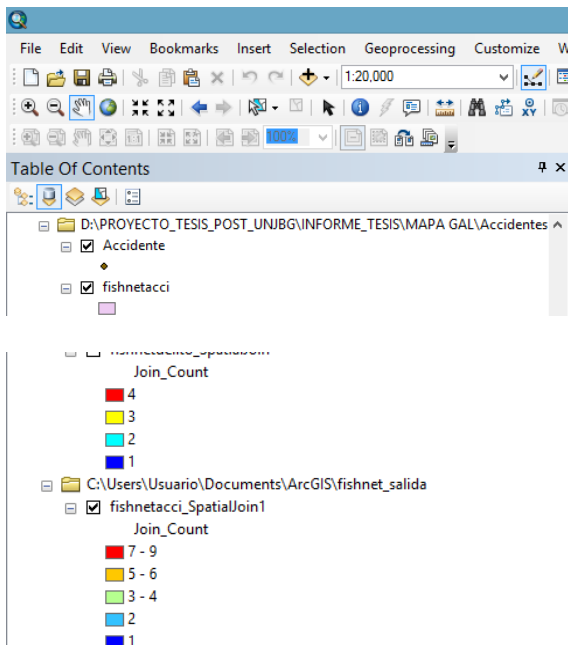 File Edit View Bookmarks Insert Selection Geoprocessing Customize W
1:20,000
100%
Table Of Contents
D:\PROYECTO_TESIS_POST_UNJBG\INFORME_TESIS\MAPA GAL\Accidentes
Accidente
fishnetacci
fishnetdelito_SpatialJoin
Join_Count
4
3
2
1
C:\Users\Usuario\Documents\ArcGIS\fishnet_salida
fishnetacci_SpatialJoin1
Join_Count
7 - 9
5 - 6
3 - 4
2
1